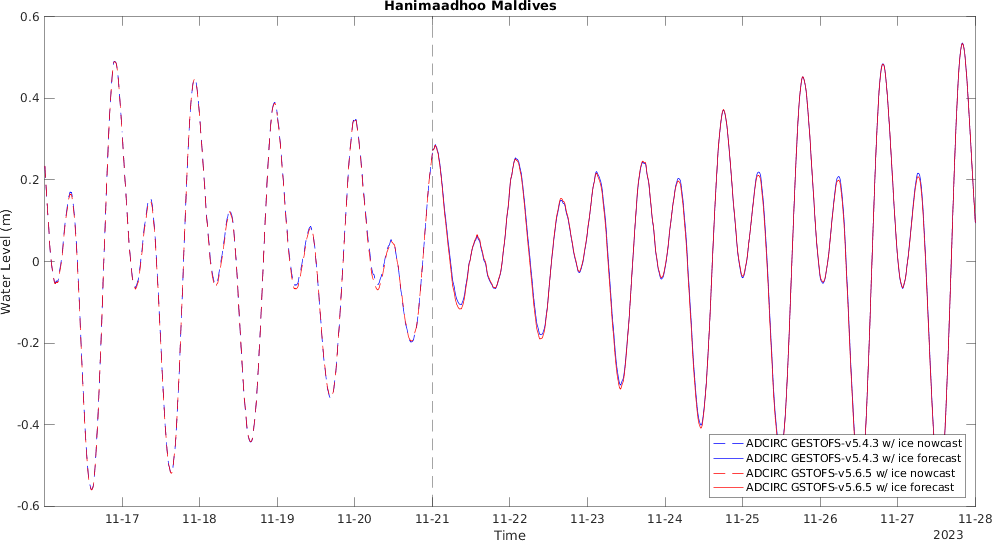 Hanimaadhoo Maldives
0.6
0.4
0.2
0
-0.2
-0.4
-0.6
Water Level (m)
ADCIRC GESTOFS-v5.4.3 w/ ice nowcast
ADCIRC GESTOFS-v5.4.3 w/ ice forecast
ADCIRC GSTOFS-v5.6.5 w/ ice nowcast
ADCIRC GSTOFS-v5.6.5 w/ ice forecast
11-17 11-18 11-19 11-20 11-21 11-22 11-23 11-24 11-25 11-26 11-27 11-28
Time
2023